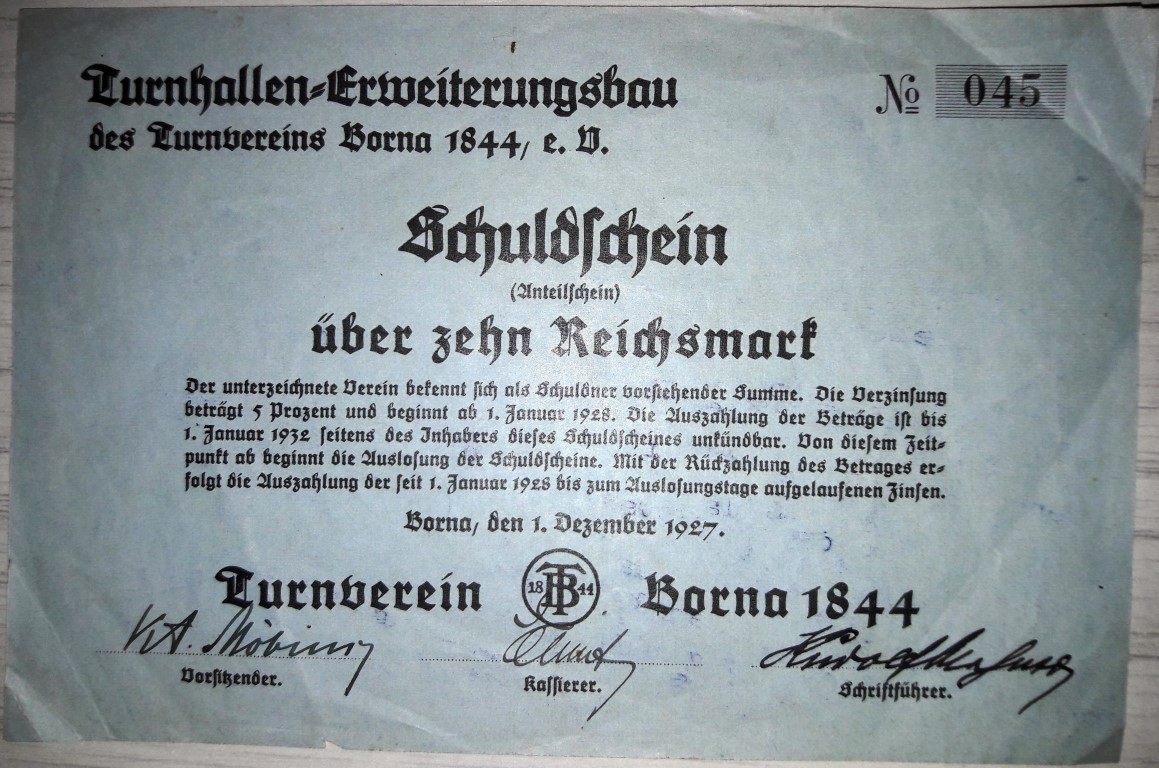 Turnhallen-Erweiterungsbau
des Turnvereins Borna 1844, e. V.
№ 045
Schuldschein
(Anteilschein)
über zehn Reichsmark
Der unterzeichnete Verein bekennt sich als Schuldner vorstehender Summe. Die Verzinsung
beträgt 5 Prozent und beginnt ab 1. Januar 1928. Die Auszahlung der Beträge ist bis
1. Januar 1932 seitens des Inhabers dieses Schuldscheines unkündbar. Von diesem Zeit-
punkt ab beginnt die Auslosung der Schuldscheine. Mit der Rückzahlung des Betrages er-
folgt die Auszahlung der seit 1. Januar 1928 bis zum Auslosungstage aufgelaufenen Zinsen.
Borna, den 1. Dezember 1927.
Turnverein 18 TB 44 Borna 1844
Vorsitzender. Kassierer. Schriftführer.